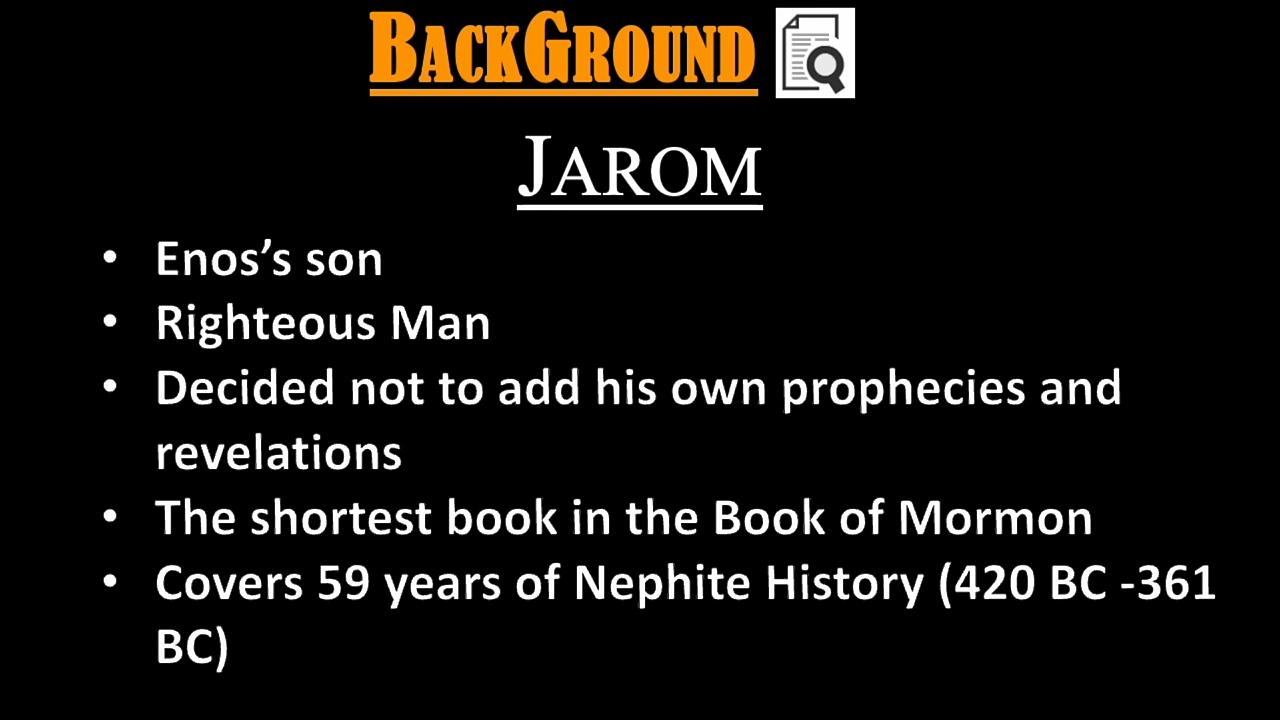 BACKGROUND
JAROM
• Enos’s son
• Righteous Man
• Decided not to add his own prophecies and
revelations
• The shortest book in the Book of Mormon
• Covers 59 years of Nephite History (420 BC -361
BC)